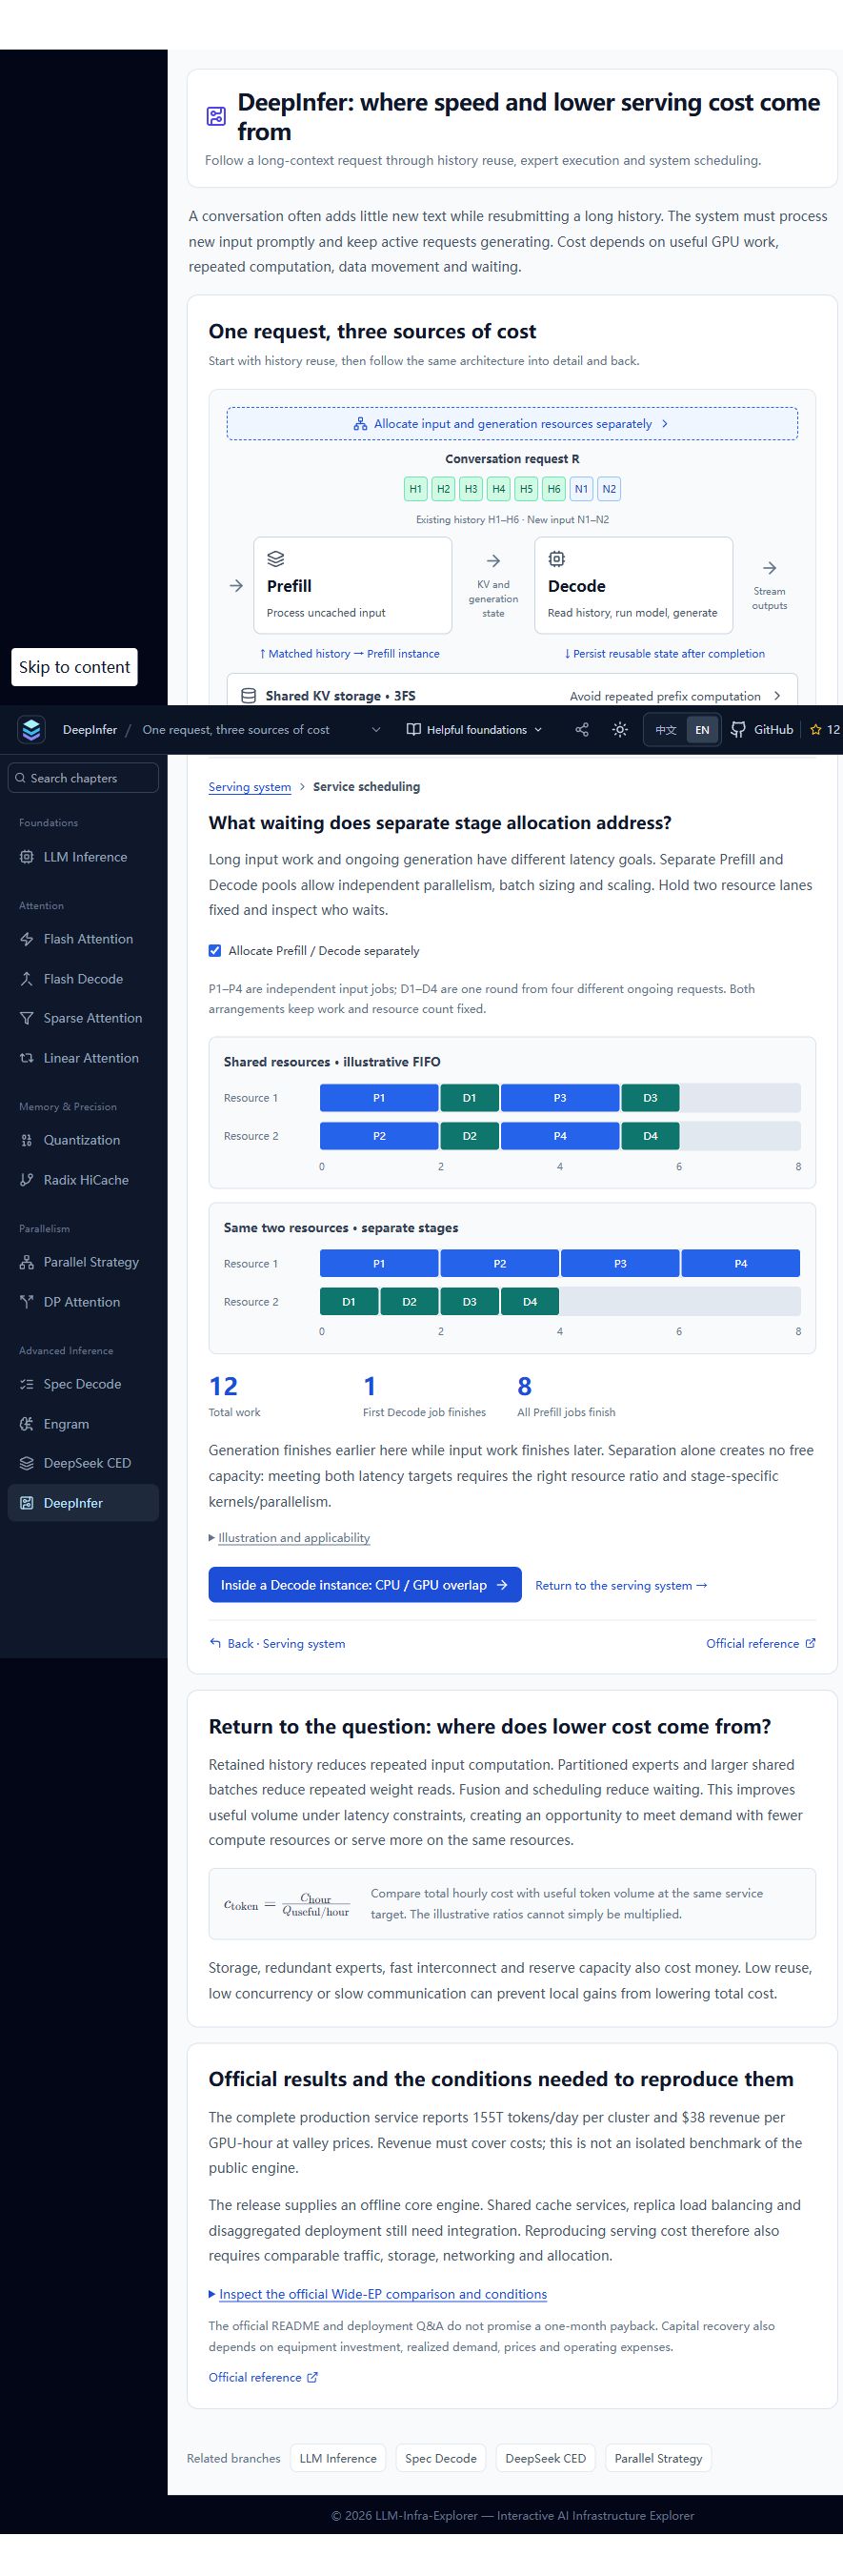 DeepInfer: where speed and lower serving cost come
from
Follow a long-context request through history reuse, expert execution and system scheduling.
A conversation often adds little new text while resubmitting a long history. The system must process
new input promptly and keep active requests generating. Cost depends on useful GPU work,
repeated computation, data movement and waiting.
One request, three sources of cost
Start with history reuse, then follow the same architecture into detail and back.
Allocate input and generation resources separately
Conversation request R
H1 H2 H3 H4 H5 H6 N1 N2
Existing history H1–H6 · New input N1–N2
Prefill
Process uncached input
KV and
generation
state
Decode
Read history, run model, generate
Stream
outputs
↑ Matched history → Prefill instance
↓ Persist reusable state after completion
Skip to content
Shared KV storage • 3FS
Avoid repeated prefix computation
DeepInfer / One request, three sources of cost
Helpful foundations
中文 EN
GitHub
12
Search chapters
Foundations
LLM Inference
Attention
Flash Attention
Flash Decode
Sparse Attention
Linear Attention
Memory & Precision
Quantization
Radix HiCache
Parallelism
Parallel Strategy
DP Attention
Advanced Inference
Spec Decode
Engram
DeepSeek CED
DeepInfer
Serving system > Service scheduling
What waiting does separate stage allocation address?
Long input work and ongoing generation have different latency goals. Separate Prefill and
Decode pools allow independent parallelism, batch sizing and scaling. Hold two resource lanes
fixed and inspect who waits.
Allocate Prefill / Decode separately
P1–P4 are independent input jobs; D1–D4 are one round from four different ongoing requests. Both
arrangements keep work and resource count fixed.
Shared resources • illustrative FIFO
Resource 1 P1 D1 P3 D3
Resource 2 P2 D2 P4 D4
0 2 4 6 8
Same two resources • separate stages
Resource 1 P1 P2 P3 P4
Resource 2 D1 D2 D3 D4
0 2 4 6 8
12 1 8
Total work First Decode job finishes All Prefill jobs finish
Generation finishes earlier here while input work finishes later. Separation alone creates no free
capacity: meeting both latency targets requires the right resource ratio and stage-specific
kernels/parallelism.
Illustration and applicability
Inside a Decode instance: CPU / GPU overlap →
Return to the serving system →
Back · Serving system
Official reference
Return to the question: where does lower cost come from?
Retained history reduces repeated input computation. Partitioned experts and larger shared
batches reduce repeated weight reads. Fusion and scheduling reduce waiting. This improves
useful volume under latency constraints, creating an opportunity to meet demand with fewer
compute resources or serve more on the same resources.
c_token = C_hour / Q_useful/hour
Compare total hourly cost with useful token volume at the same service
target. The illustrative ratios cannot simply be multiplied.
Storage, redundant experts, fast interconnect and reserve capacity also cost money. Low reuse,
low concurrency or slow communication can prevent local gains from lowering total cost.
Official results and the conditions needed to reproduce them
The complete production service reports 155T tokens/day per cluster and $38 revenue per
GPU-hour at valley prices. Revenue must cover costs; this is not an isolated benchmark of the
public engine.
The release supplies an offline core engine. Shared cache services, replica load balancing and
disaggregated deployment still need integration. Reproducing serving cost therefore also
requires comparable traffic, storage, networking and allocation.
Inspect the official Wide-EP comparison and conditions
The official README and deployment Q&A do not promise a one-month payback. Capital recovery also
depends on equipment investment, realized demand, prices and operating expenses.
Official reference
Related branches LLM Inference Spec Decode DeepSeek CED Parallel Strategy
© 2026 LLM-Infra-Explorer — Interactive AI Infrastructure Explorer